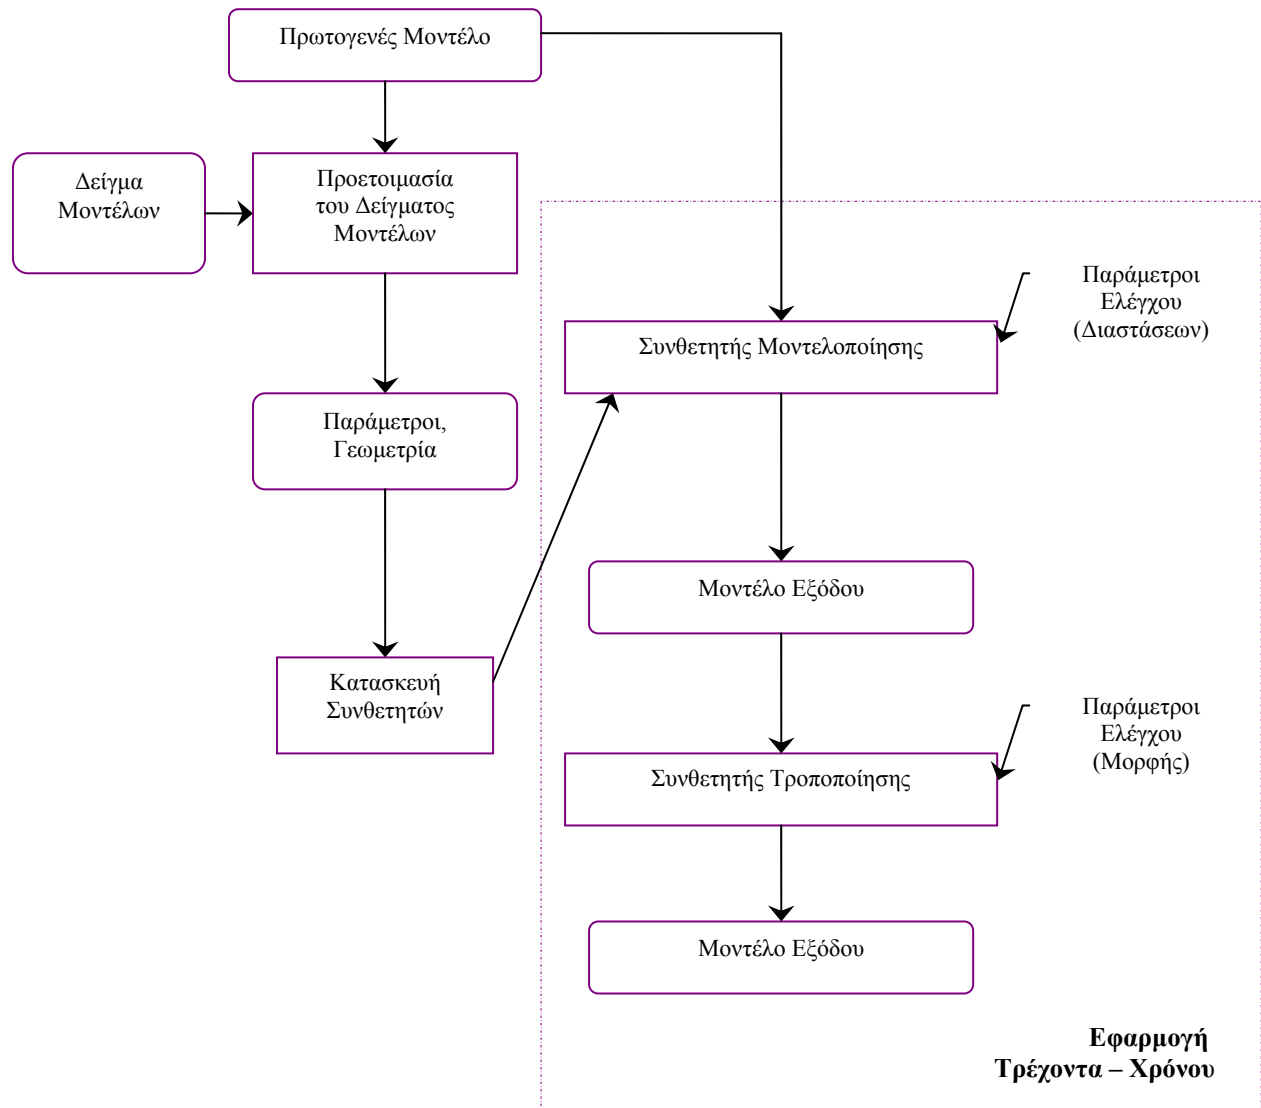 Πρωτογενές Μοντέλο
Δείγμα
Μοντέλων
Προετοιμασία
του Δείγματος
Μοντέλων
Παράμετροι
Ελέγχου
(Διαστάσεων)
Συνθετητής Μοντελοποίησης
Παράμετροι,
Γεωμετρία
Μοντέλο Εξόδου
Κατασκευή
Συνθετητών
Παράμετροι
Ελέγχου
(Μορφής)
Συνθετητής Τροποποίησης
Μοντέλο Εξόδου
Εφαρμογή
Τρέχοντα – Χρόνου